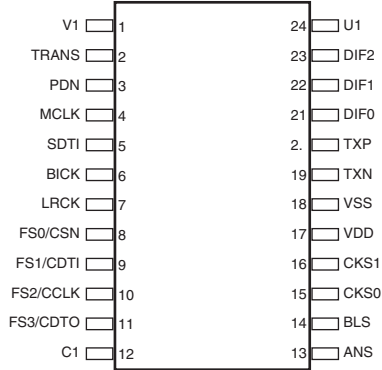 V1 1 24 U1
TRANS 2 23 DIF2
PDN 3 22 DIF1
MCLK 4 21 DIF0
SDTI 5 2. TXP
BICK 6 19 TXN
LRCK 7 18 VSS
FS0/CSN 8 17 VDD
FS1/CDTI 9 16 CKS1
FS2/CCLK 10 15 CKS0
FS3/CDTO 11 14 BLS
C1 12 13 ANS